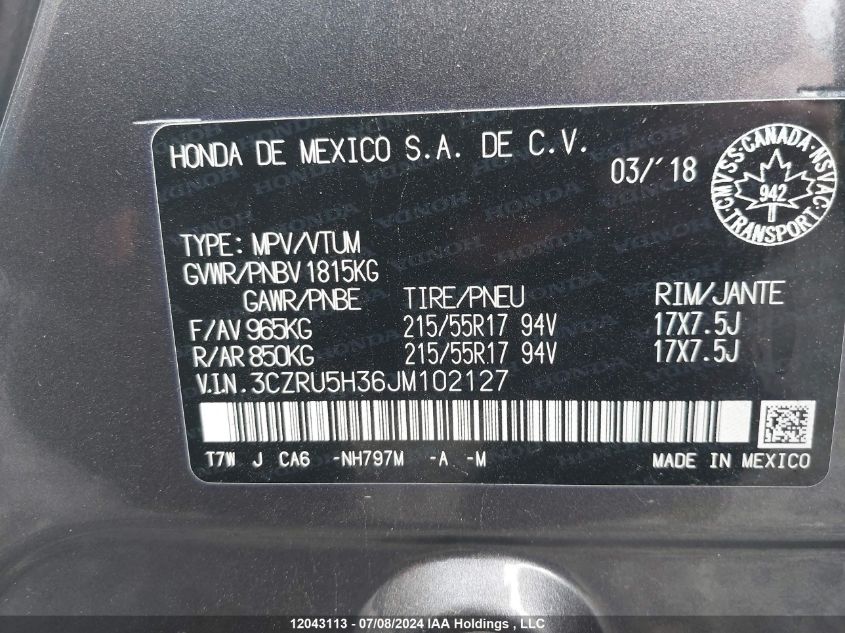 HONDA DE MEXICO S.A. DE C.V.
03/´18
CMVSS·CANADA·NSVAC·TRANSPORT·
942
TYPE: MPV/VTUM
GVWR/PNBV 1815KG
GAWR/PNBE TIRE/PNEU RIM/JANTE
F/AV 965KG 215/55R17 94V 17X7.5J
R/AR 850KG 215/55R17 94V 17X7.5J
V.I.N. 3CZRU5H36JM102127
T7W J CA6 -NH797M -A -M MADE IN MEXICO
12043113 - 07/08/2024 IAA Holdings, LLC